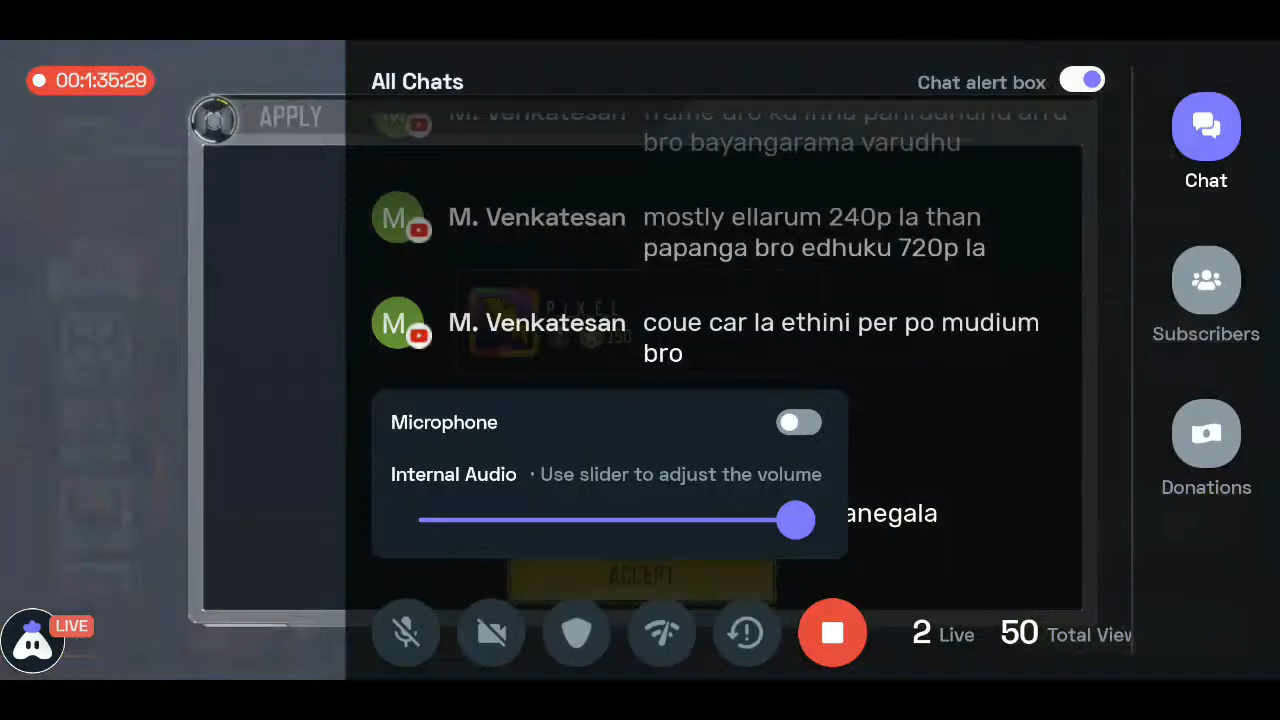 00:1:35:29
All Chats
Chat alert box
APPLY
M. Venkatesan
bro bayangarama varudhu
M
M. Venkatesan
mostly ellarum 240p la than
papanga bro edhuku 720p la
M
M. Venkatesan
coue car la ethini per po mudium
bro
PIXEL
Microphone
Internal Audio • Use slider to adjust the volume
anegala
ACCEPT
LIVE
2 Live
50 Total View
Chat
Subscribers
Donations